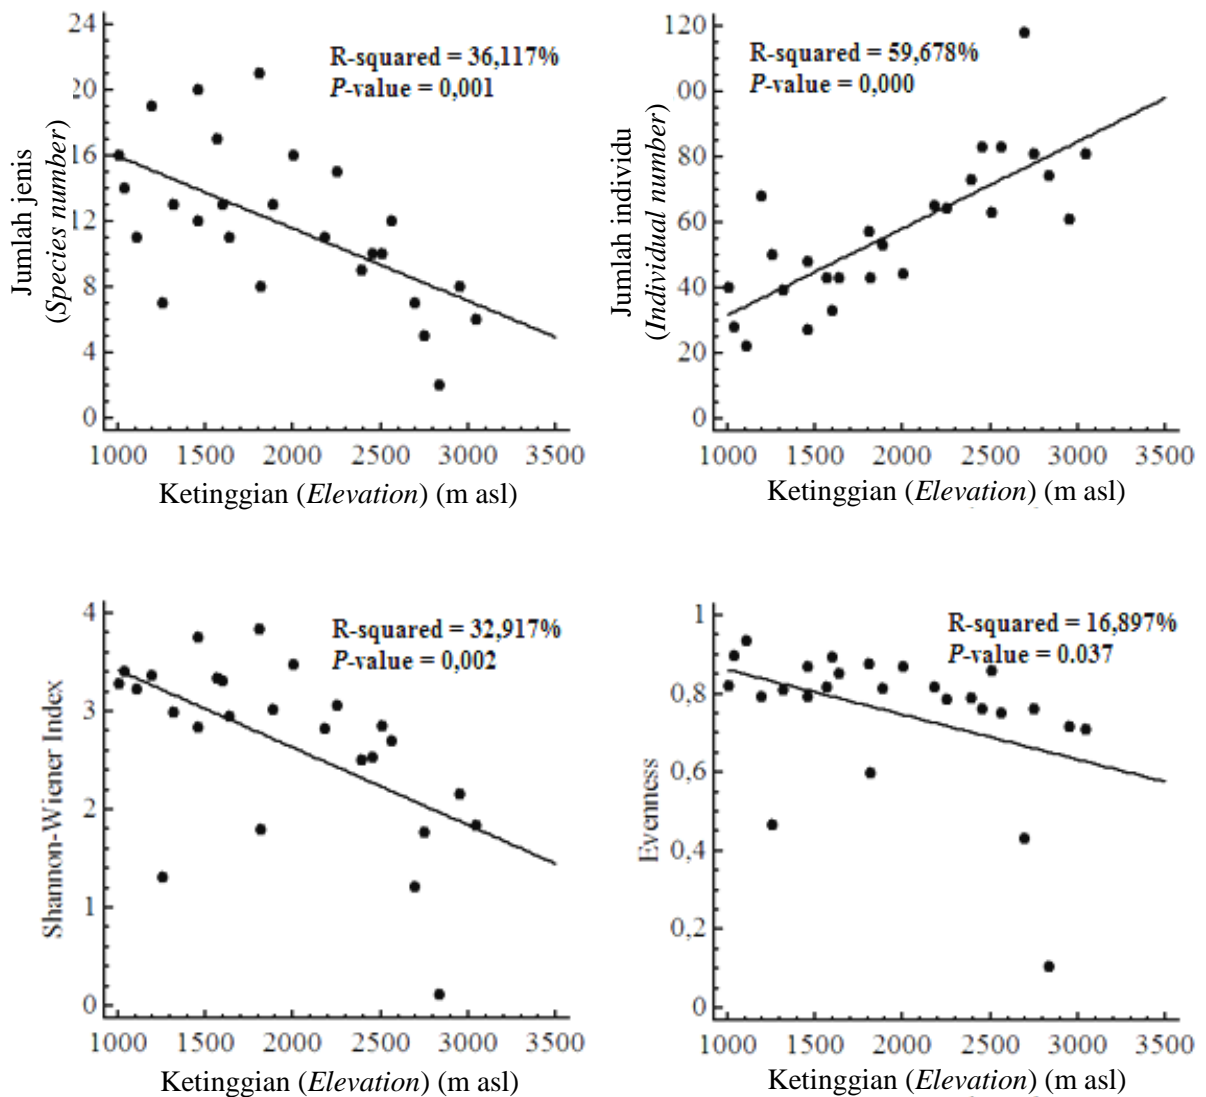 24
20
16
12
8
4
0
Jumlah jenis
(Species number)
R-squared = 36,117%
P-value = 0,001
1000 1500 2000 2500 3000 3500
Ketinggian (Elevation) (m asl)
120
00
80
60
40
20
0
Jumlah individu
(Individual number)
R-squared = 59,678%
P-value = 0,000
1000 1500 2000 2500 3000 3500
Ketinggian (Elevation) (m asl)
4
3
2
1
0
Shannon-Wiener Index
R-squared = 32,917%
P-value = 0,002
1000 1500 2000 2500 3000 3500
Ketinggian (Elevation) (m asl)
1
0,8
0,6
0,4
0,2
0
Evenness
R-squared = 16,897%
P-value = 0.037
1000 1500 2000 2500 3000 3500
Ketinggian (Elevation) (m asl)